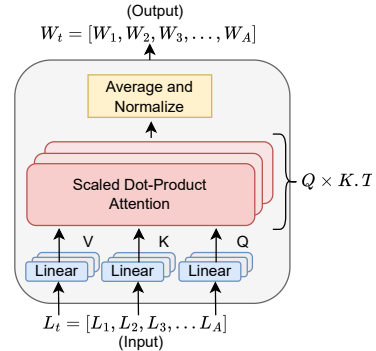 (Output)
W_t = [W_1, W_2, W_3, ..., W_A]
Average and
Normalize
Scaled Dot-Product
Attention
Q × K.T
V K Q
Linear Linear Linear
L_t = [L_1, L_2, L_3, ... L_A]
(Input)